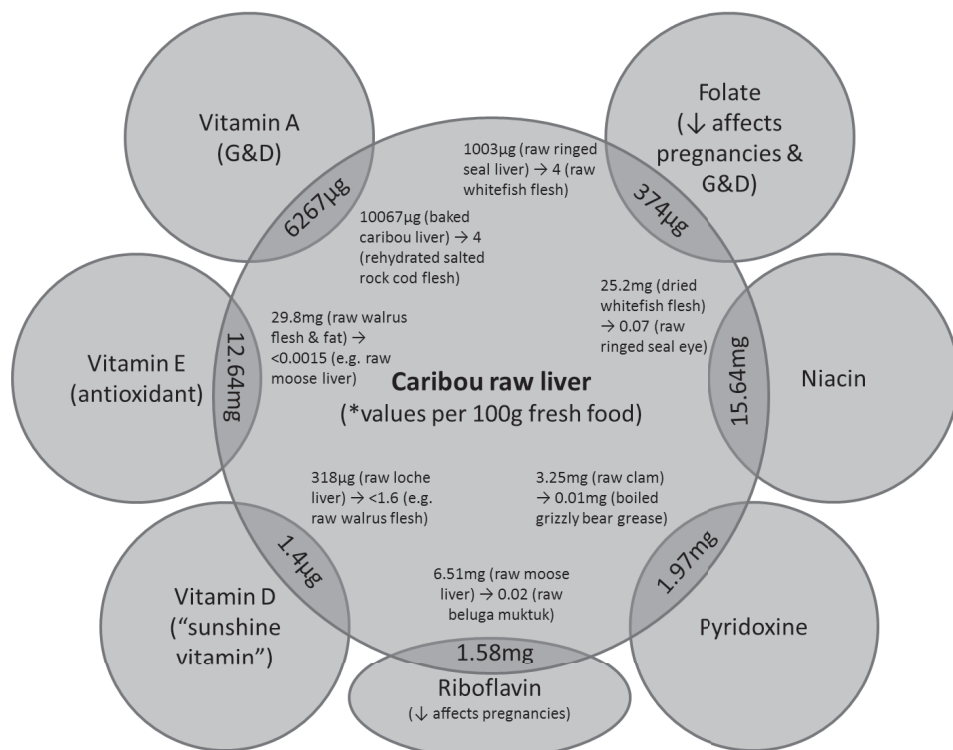 Vitamin A
(G&D)
6267µg
Folate
(↓ affects
pregnancies &
G&D)
374µg
1003µg (raw ringed
seal liver) → 4 (raw
whitefish flesh)
10067µg (baked
caribou liver) → 4
(rehydrated salted
rock cod flesh)
25.2mg (dried
whitefish flesh)
→ 0.07 (raw
ringed seal eye)
29.8mg (raw walrus
flesh & fat) →
<0.0015 (e.g. raw
moose liver)
Vitamin E
(antioxidant)
12.64mg
Caribou raw liver
(*values per 100g fresh food)
15.64mg
Niacin
318µg (raw loche
liver) → <1.6 (e.g.
raw walrus flesh)
3.25mg (raw clam)
→ 0.01mg (boiled
grizzly bear grease)
1.4µg
Vitamin D
("sunshine
vitamin")
6.51mg (raw moose
liver) → 0.02 (raw
beluga muktuk)
1.97mg
Pyridoxine
1.58mg
Riboflavin
(↓ affects pregnancies)